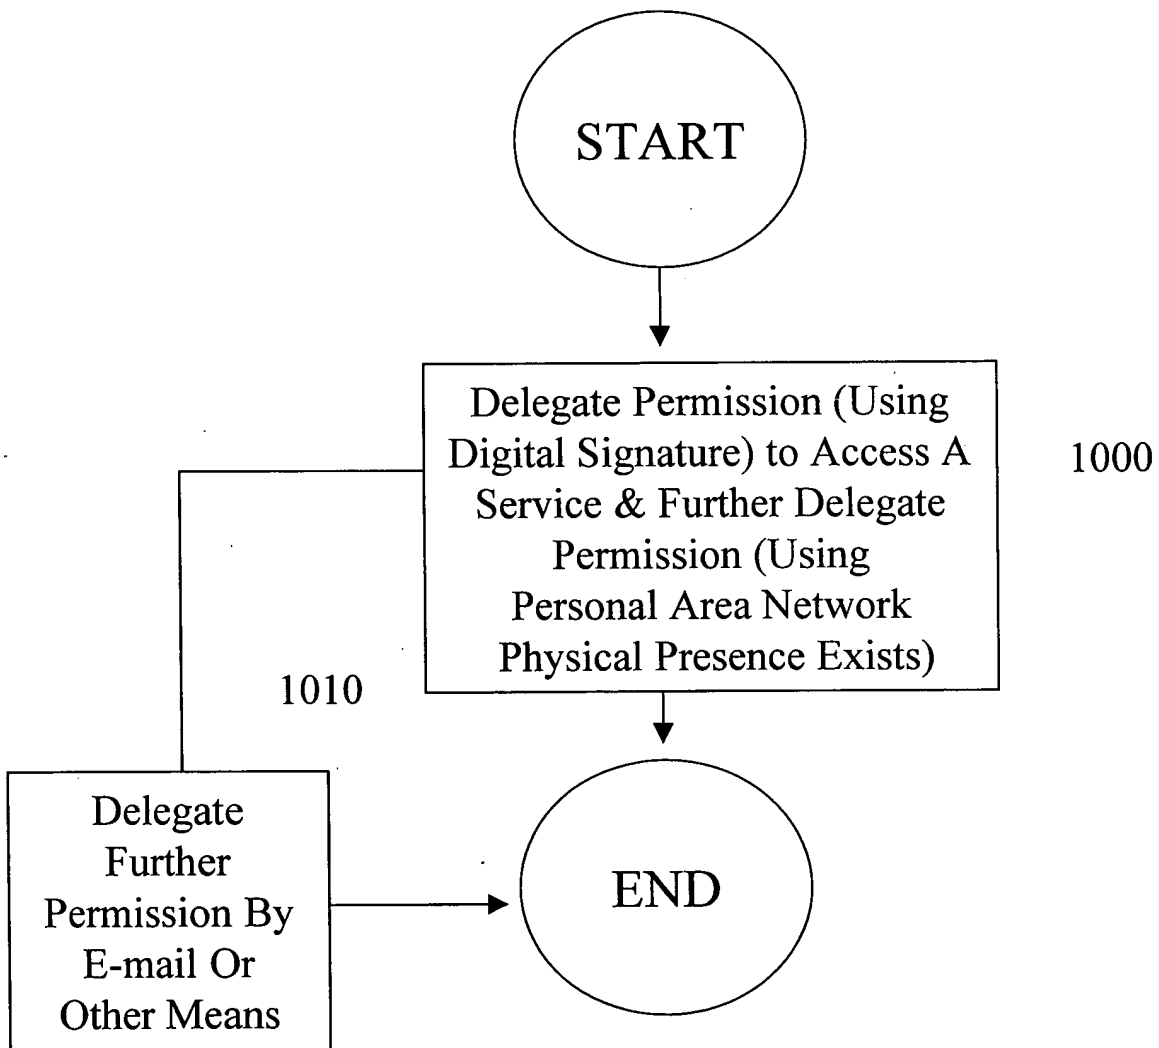 START
Delegate Permission (Using
Digital Signature) to Access A
Service & Further Delegate
Permission (Using
Personal Area Network
Physical Presence Exists)
1000
1010
Delegate
Further
Permission By
E-mail Or
Other Means
END